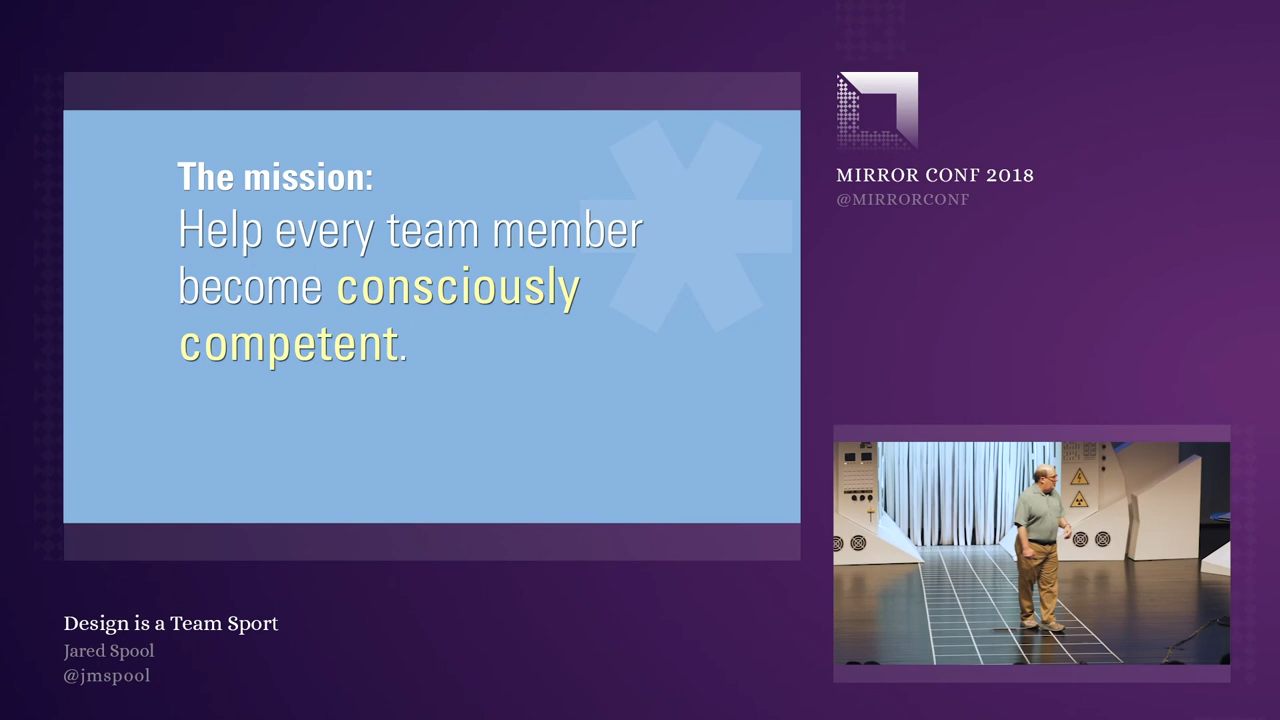 The mission:
Help every team member
become consciously
competent.
MIRROR CONF 2018
@MIRRORCONF
Design is a Team Sport
Jared Spool
@jmspool